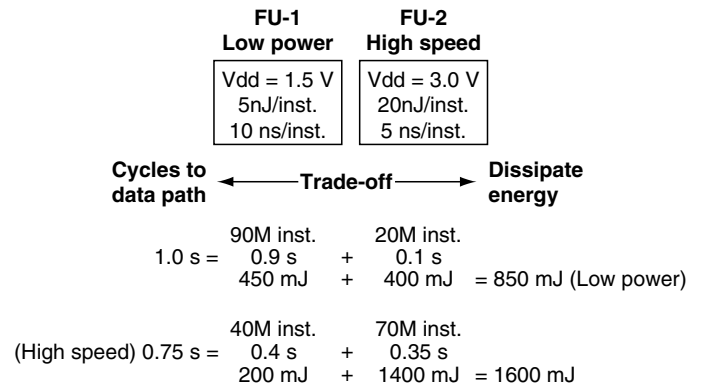 FU-1 FU-2
Low power High speed
Vdd = 1.5 V Vdd = 3.0 V
5nJ/inst. 20nJ/inst.
10 ns/inst. 5 ns/inst.
Cycles to Dissipate
data path Trade-off energy
90M inst. 20M inst.
1.0 s = 0.9 s + 0.1 s
450 mJ + 400 mJ = 850 mJ (Low power)
40M inst. 70M inst.
(High speed) 0.75 s = 0.4 s + 0.35 s
200 mJ + 1400 mJ = 1600 mJ